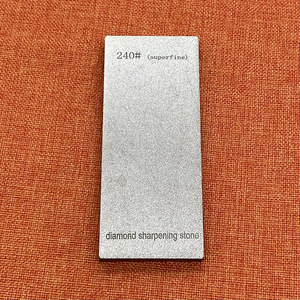 240# (superfine)
diamond sharpening stone